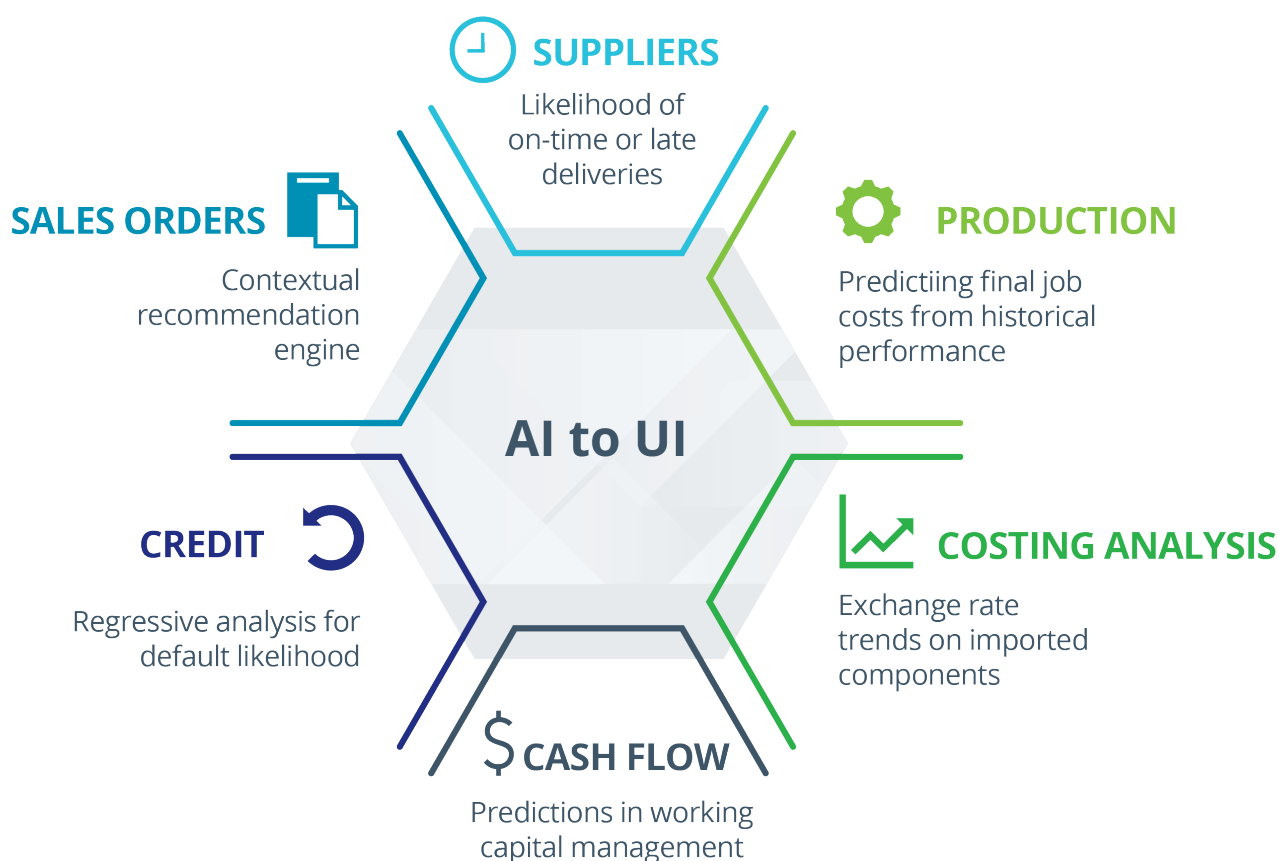 SUPPLIERS
Likelihood of
on-time or late
deliveries
SALES ORDERS
Contextual
recommendation
engine
PRODUCTION
Predictiing final job
costs from historical
performance
AI to UI
CREDIT
Regressive analysis for
default likelihood
COSTING ANALYSIS
Exchange rate
trends on imported
components
$ CASH FLOW
Predictions in working
capital management